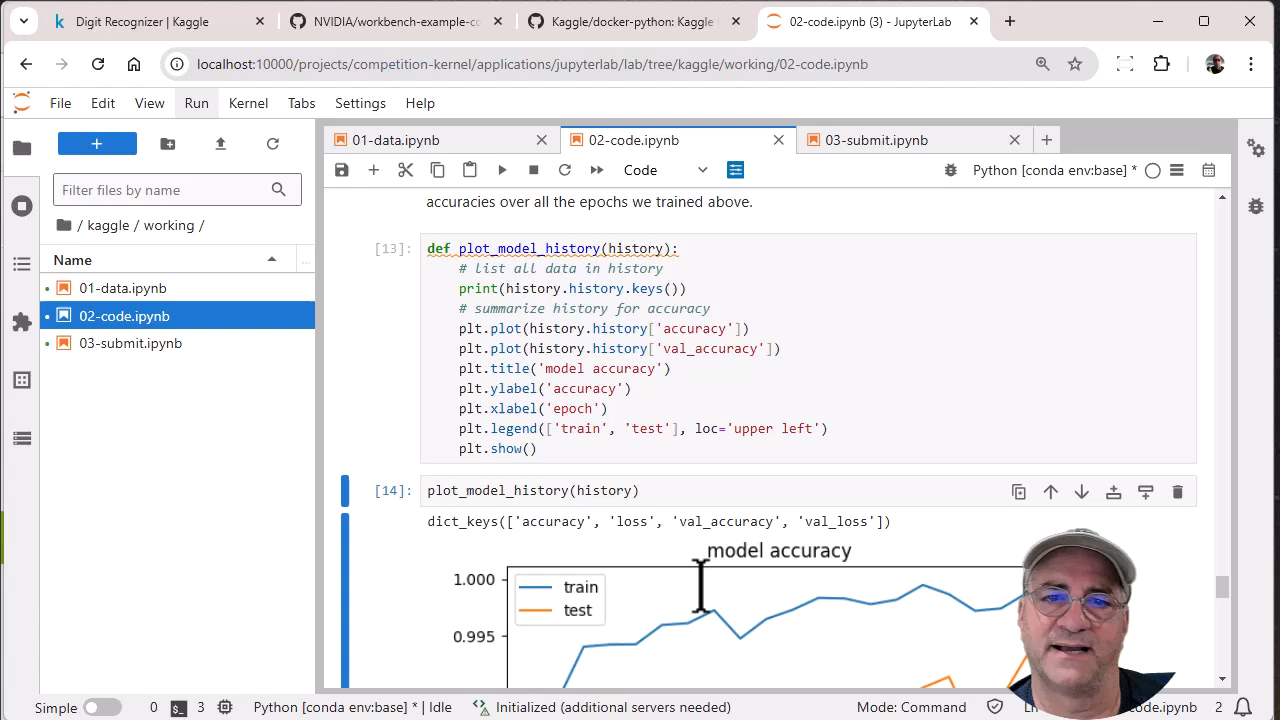 Digit Recognizer | Kaggle
NVIDIA/workbench-example-co
Kaggle/docker-python: Kaggle
02-code.ipynb (3) - JupyterLab
localhost:10000/projects/competition-kernel/applications/jupyterlab/lab/tree/kaggle/working/02-code.ipynb
File Edit View Run Kernel Tabs Settings Help
01-data.ipynb
02-code.ipynb
03-submit.ipynb
Code
Python [conda env:base] *
Filter files by name
/ kaggle / working /
Name
...
01-data.ipynb
02-code.ipynb
03-submit.ipynb
accuracies over all the epochs we trained above.
[13]:
def plot_model_history(history):
# list all data in history
print(history.history.keys())
# summarize history for accuracy
plt.plot(history.history['accuracy'])
plt.plot(history.history['val_accuracy'])
plt.title('model accuracy')
plt.ylabel('accuracy')
plt.xlabel('epoch')
plt.legend(['train', 'test'], loc='upper left')
plt.show()
[14]:
plot_model_history(history)
dict_keys(['accuracy', 'loss', 'val_accuracy', 'val_loss'])
model accuracy
1.000
train
test
0.995
Simple
0
3
Python [conda env:base] * | Idle
Initialized (additional servers needed)
Mode: Command
code.ipynb
2